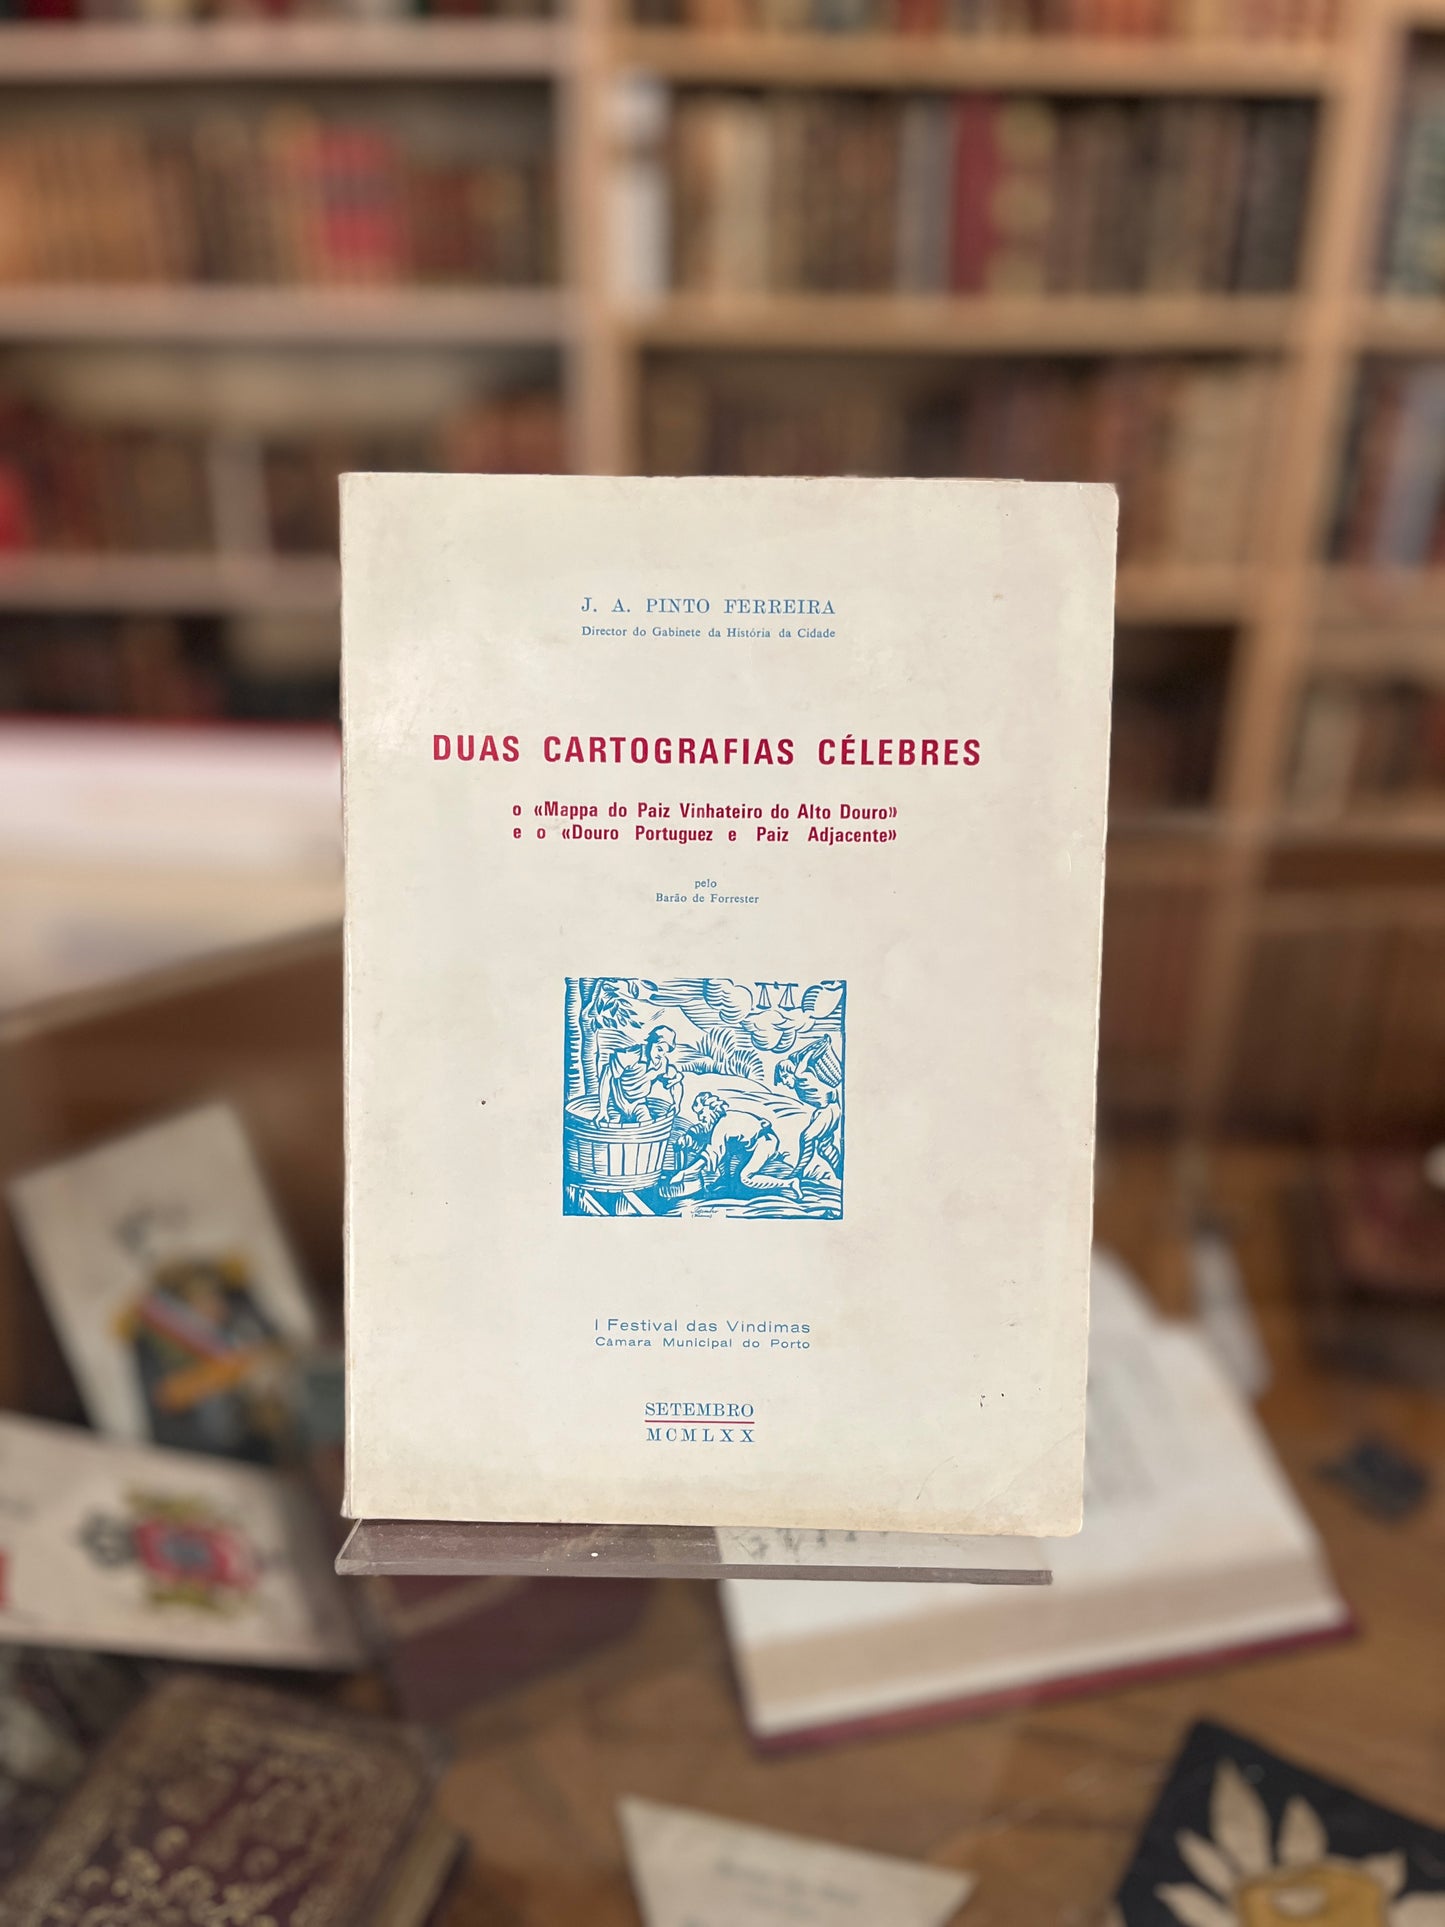 J. A. PINTO FERREIRA
Director do Gabinete da História da Cidade
DUAS CARTOGRAFIAS CÉLEBRES
o «Mappa do Paiz Vinhateiro do Alto Douro»
e o «Douro Portuguez e Paiz Adjacente»
pelo
Barão de Forrester
I Festival das Vindimas
Câmara Municipal do Porto
SETEMBRO
MCMLXX